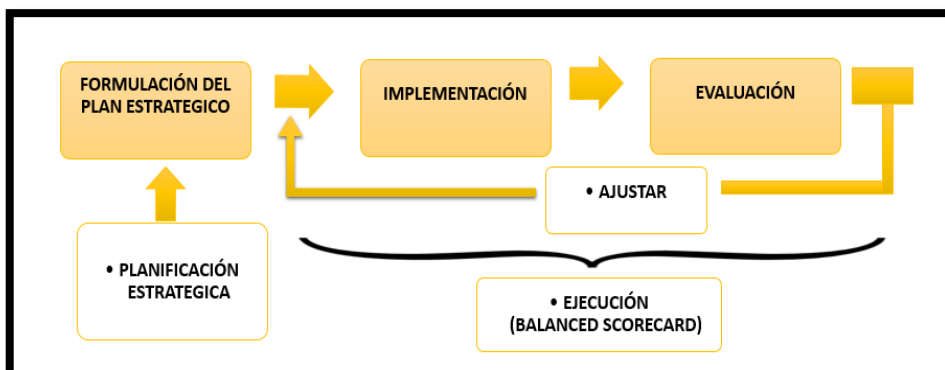 FORMULACIÓN DEL
PLAN ESTRATEGICO
IMPLEMENTACIÓN
EVALUACIÓN
• AJUSTAR
• PLANIFICACIÓN
ESTRATEGICA
• EJECUCIÓN
(BALANCED SCORECARD)